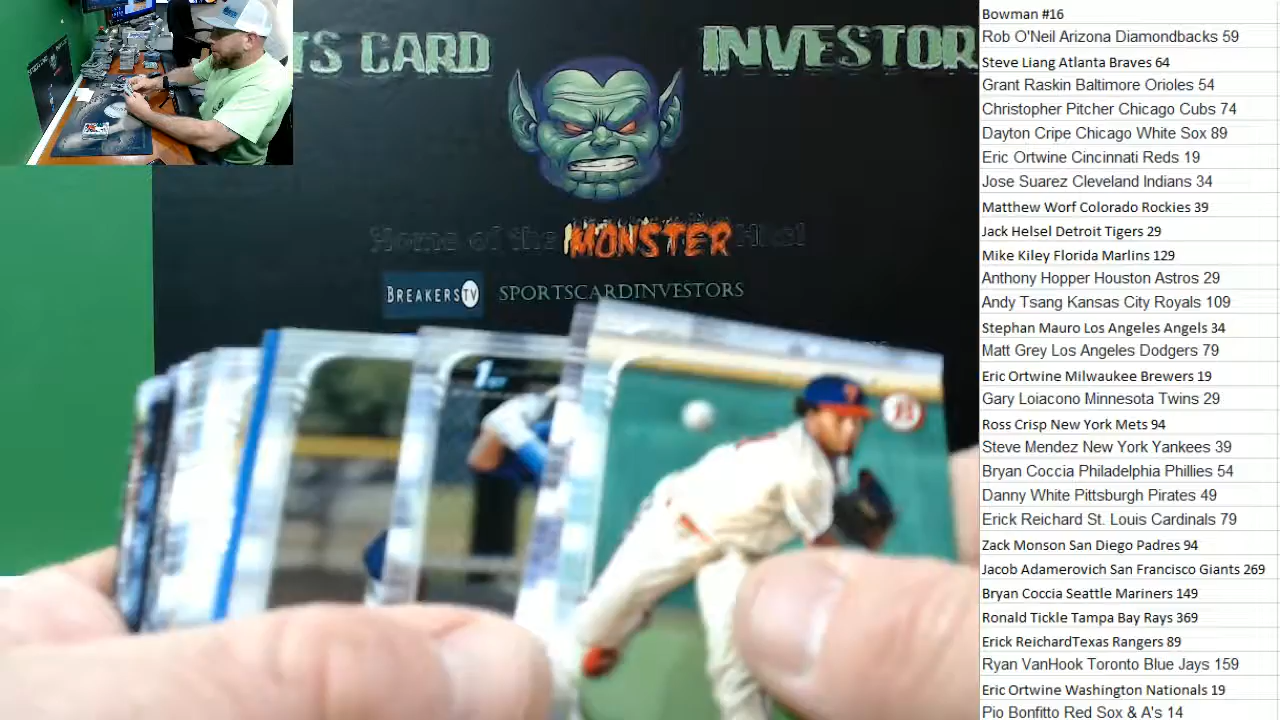 TS CARD
INVESTOR
Home of the MONSTER Hits!
BREAKERS TV
SPORTSCARDINVESTORS
1ST
B
Bowman #16
Rob O'Neil Arizona Diamondbacks 59
Steve Liang Atlanta Braves 64
Grant Raskin Baltimore Orioles 54
Christopher Pitcher Chicago Cubs 74
Dayton Cripe Chicago White Sox 89
Eric Ortwine Cincinnati Reds 19
Jose Suarez Cleveland Indians 34
Matthew Worf Colorado Rockies 39
Jack Helsel Detroit Tigers 29
Mike Kiley Florida Marlins 129
Anthony Hopper Houston Astros 29
Andy Tsang Kansas City Royals 109
Stephan Mauro Los Angeles Angels 34
Matt Grey Los Angeles Dodgers 79
Eric Ortwine Milwaukee Brewers 19
Gary Loiacono Minnesota Twins 29
Ross Crisp New York Mets 94
Steve Mendez New York Yankees 39
Bryan Coccia Philadelphia Phillies 54
Danny White Pittsburgh Pirates 49
Erick Reichard St. Louis Cardinals 79
Zack Monson San Diego Padres 94
Jacob Adamerovich San Francisco Giants 269
Bryan Coccia Seattle Mariners 149
Ronald Tickle Tampa Bay Rays 369
Erick ReichardTexas Rangers 89
Ryan VanHook Toronto Blue Jays 159
Eric Ortwine Washington Nationals 19
Pio Bonfitto Red Sox & A's 14